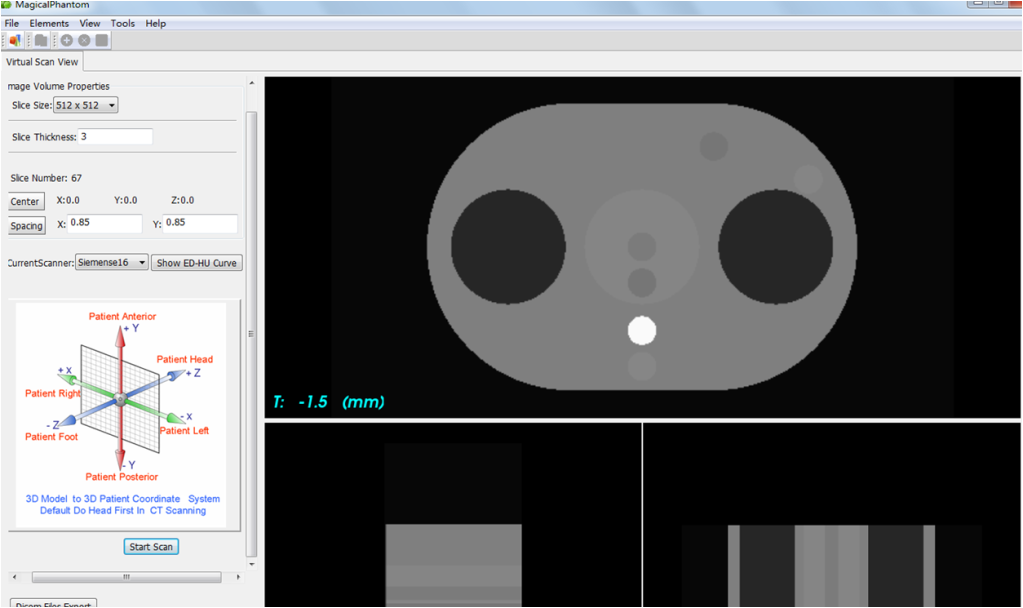 MagicalPhantom
File Elements View Tools Help
Virtual Scan View
mage Volume Properties
Slice Size: 512 x 512
Slice Thickness: 3
Slice Number: 67
Center X:0.0 Y:0.0 Z:0.0
Spacing X: 0.85 Y: 0.85
CurrentScanner: Siemense16 Show ED-HU Curve
Patient Anterior
+ Y
Patient Head
+ X
+ Z
Patient Right
- X
- Z
Patient Left
Patient Foot
- Y
Patient Posterior
3D Model to 3D Patient Coordinate System
Default Do Head First In CT Scanning
Start Scan
Dicom Files Export
T: -1.5 (mm)